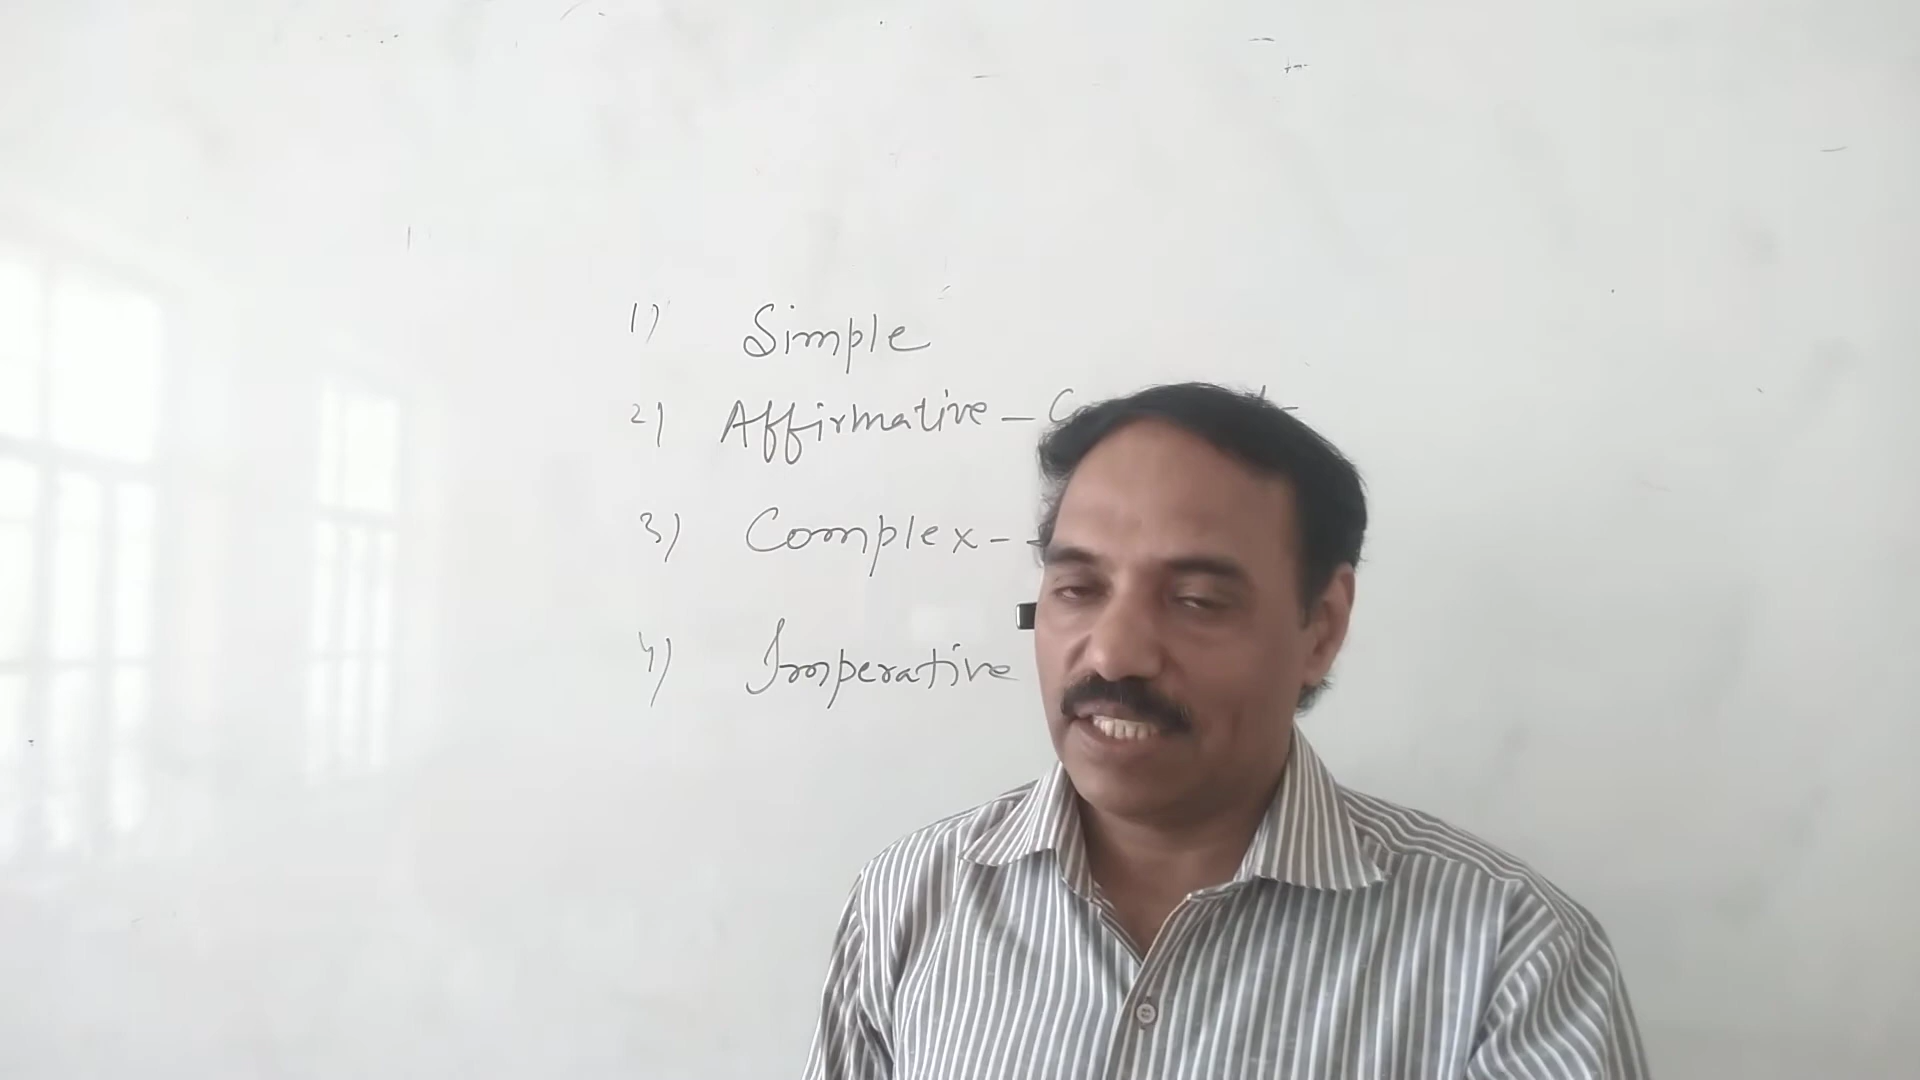 1) Simple
2) Affirmative -
3) Complex -
4) Imperative